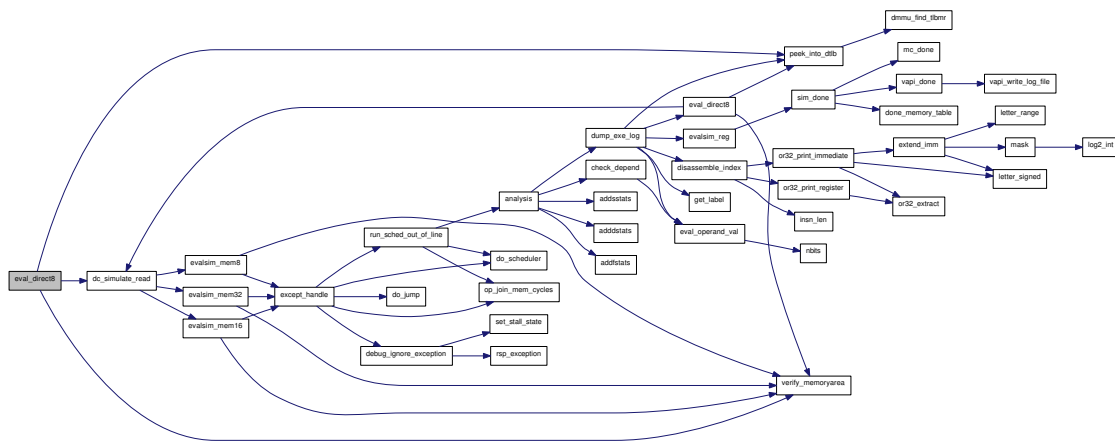 eval_direct8
dc_simulate_read
evalsim_mem8
evalsim_mem32
evalsim_mem16
except_handle
run_sched_out_of_line
do_jump
debug_ignore_exception
analysis
do_scheduler
op_join_mem_cycles
set_stall_state
rsp_exception
dump_exe_log
check_depend
addsstats
adddstats
addfstats
eval_direct8
evalsim_reg
disassemble_index
get_label
eval_operand_val
peek_into_dtlb
sim_done
or32_print_immediate
or32_print_register
insn_len
nbits
verify_memoryarea
dmmu_find_tlbmr
mc_done
vapi_done
done_memory_table
extend_imm
or32_extract
vapi_write_log_file
letter_range
mask
letter_signed
log2_int